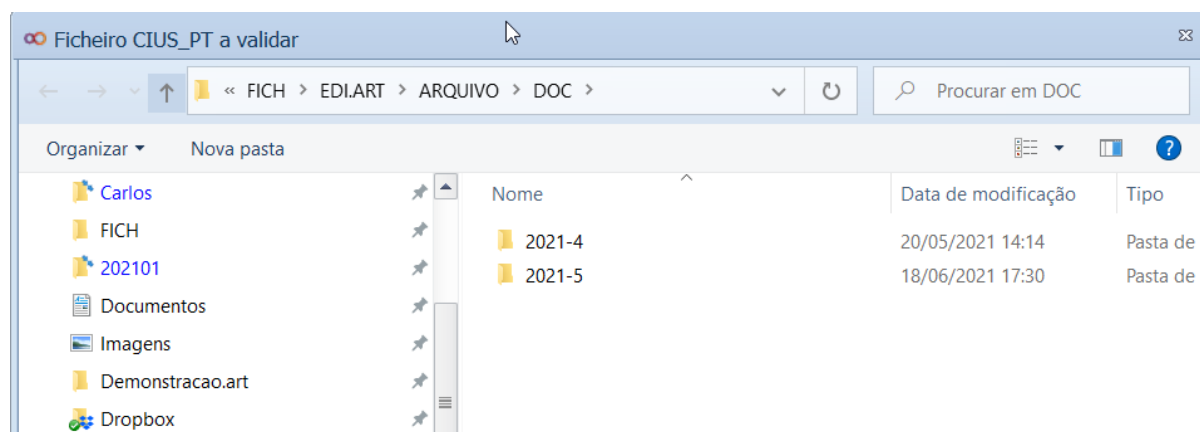 Ficheiro CIUS_PT a validar
« FICH > EDI.ART > ARQUIVO > DOC >
Procurar em DOC
Organizar
Nova pasta
?
Carlos
FICH
202101
Documentos
Imagens
Demonstracao.art
Dropbox
Nome Data de modificação Tipo
2021-4 20/05/2021 14:14 Pasta de
2021-5 18/06/2021 17:30 Pasta de